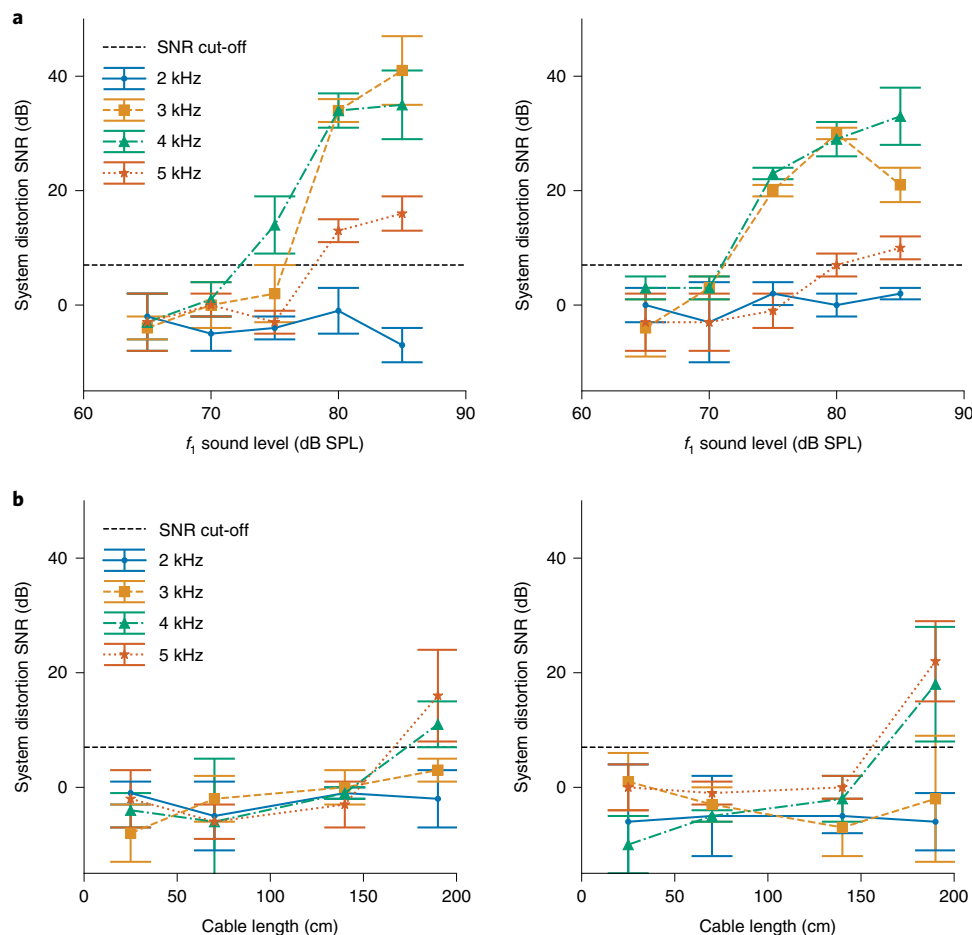 a
System distortion SNR (dB)
40
20
0
SNR cut-off
2 kHz
3 kHz
4 kHz
5 kHz
60
70
80
90
f₁ sound level (dB SPL)
System distortion SNR (dB)
40
20
0
60
70
80
90
f₁ sound level (dB SPL)
b
System distortion SNR (dB)
40
20
0
SNR cut-off
2 kHz
3 kHz
4 kHz
5 kHz
0
50
100
150
200
Cable length (cm)
System distortion SNR (dB)
40
20
0
0
50
100
150
200
Cable length (cm)